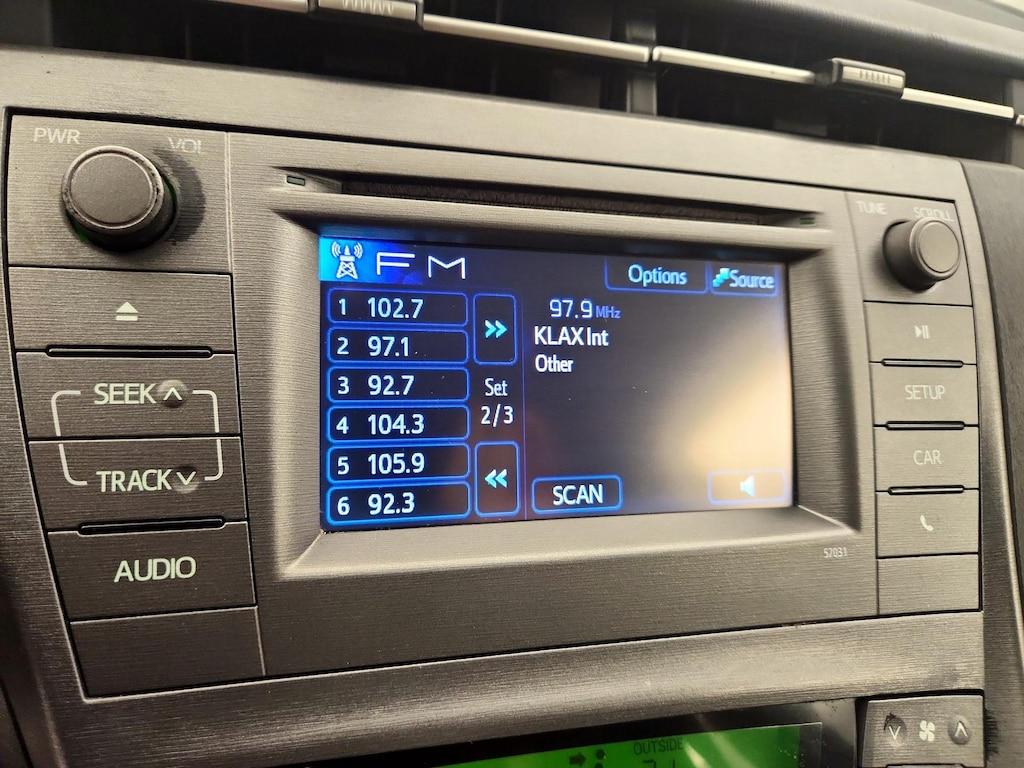 PWR VOL
TUNE SCROLL
FM
Options
Source
1 102.7
2 97.1
3 92.7
4 104.3
5 105.9
6 92.3
Set
2/3
97.9 MHz
KLAX Int
Other
SCAN
SEEK
TRACK
AUDIO
SETUP
CAR
57031
OUTSIDE